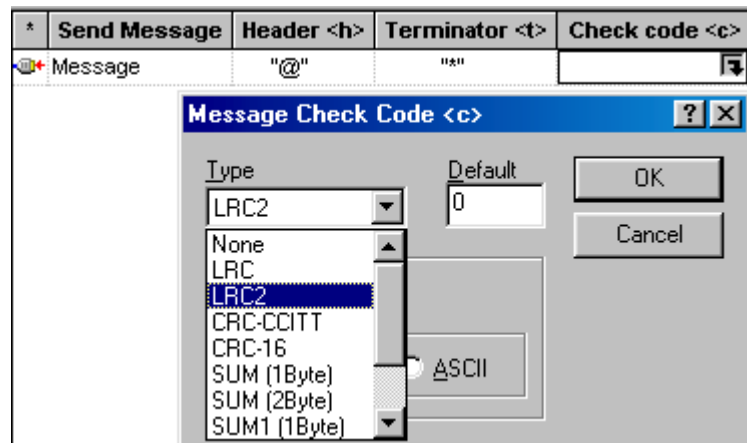 * Send Message Header <h> Terminator <t> Check code <c>
Message "@" "*"
Message Check Code <c>
Type Default
LRC2 0 OK
Cancel
None
LRC
LRC2
CRC-CCITT
CRC-16
SUM (1Byte) ASCII
SUM (2Byte)
SUM1 (1Byte)